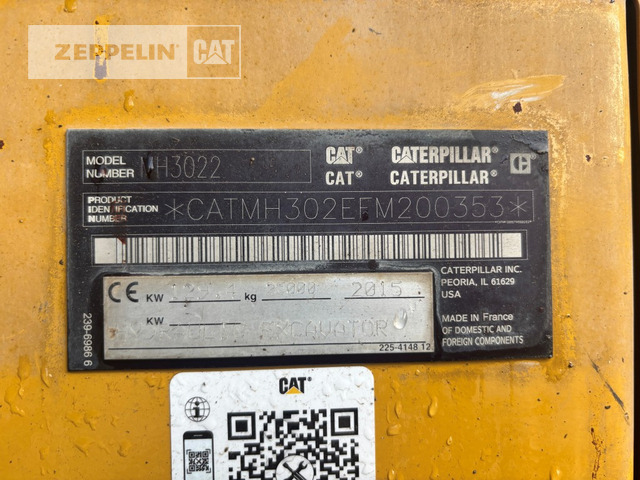 ZEPPELIN CAT
MODEL NUMBER MH3022
CAT® CATERPILLAR®
CAT® CATERPILLAR®
PRODUCT IDENTIFICATION NUMBER *CATMH302EFM200353*
CE KW kg 2015
KW EXCAVATOR
225-4148 12
239-6986 6
CATERPILLAR INC.
PEORIA, IL 61629
USA
MADE IN France
OF DOMESTIC AND
FOREIGN COMPONENTS
CAT®